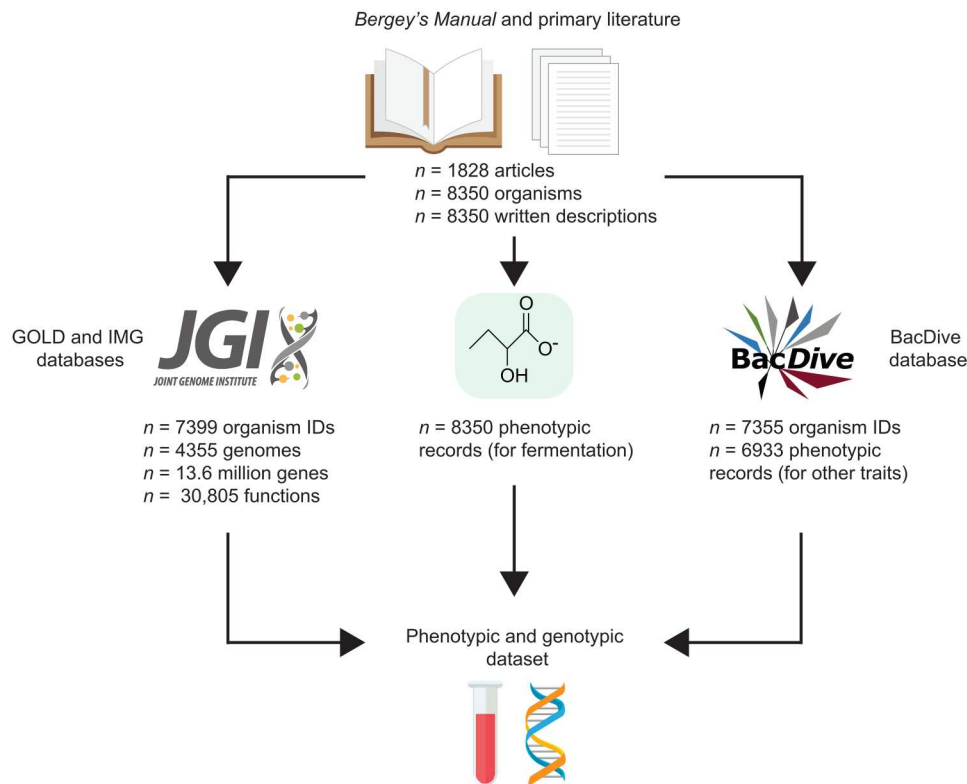 Bergey's Manual and primary literature
n = 1828 articles
n = 8350 organisms
n = 8350 written descriptions
GOLD and IMG
databases
JGI
JOINT GENOME INSTITUTE
n = 7399 organism IDs
n = 4355 genomes
n = 13.6 million genes
n = 30,805 functions
O
O-
OH
n = 8350 phenotypic
records (for fermentation)
BacDive
BacDive
database
n = 7355 organism IDs
n = 6933 phenotypic
records (for other traits)
Phenotypic and genotypic
dataset